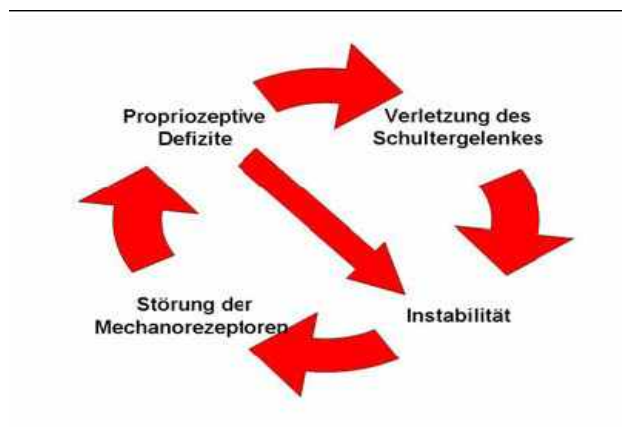 Propriozeptive
Defizite
Verletzung des
Schultergelenkes
Störung der
Mechanorezeptoren
Instabilität